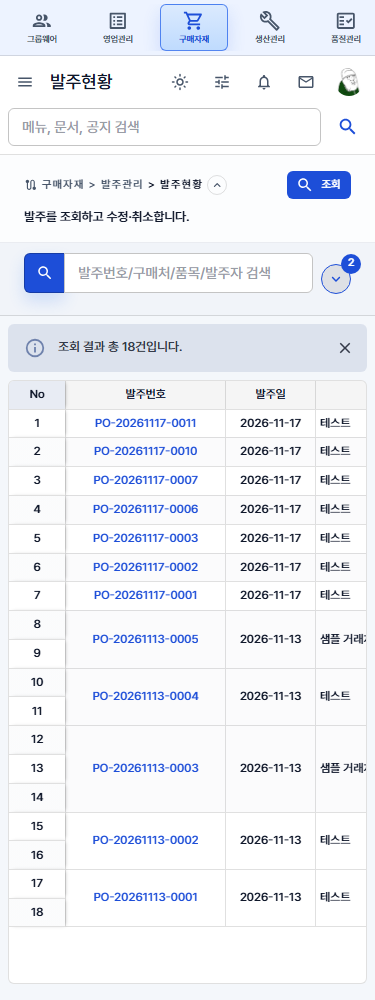 그룹웨어 영업관리 구매자재 생산관리 품질관리
발주현황
메뉴, 문서, 공지 검색
구매자재 > 발주관리 > 발주현황
조회
발주를 조회하고 수정·취소합니다.
발주번호/구매처/품목/발주자 검색
2
조회 결과 총 18건입니다.
No 발주번호 발주일
1 PO-20261117-0011 2026-11-17 테스트
2 PO-20261117-0010 2026-11-17 테스트
3 PO-20261117-0007 2026-11-17 테스트
4 PO-20261117-0006 2026-11-17 테스트
5 PO-20261117-0003 2026-11-17 테스트
6 PO-20261117-0002 2026-11-17 테스트
7 PO-20261117-0001 2026-11-17 테스트
8
PO-20261113-0005 2026-11-13 샘플 거래
9
10
PO-20261113-0004 2026-11-13 테스트
11
12
13 PO-20261113-0003 2026-11-13 샘플 거래
14
15
PO-20261113-0002 2026-11-13 테스트
16
17
PO-20261113-0001 2026-11-13 테스트
18